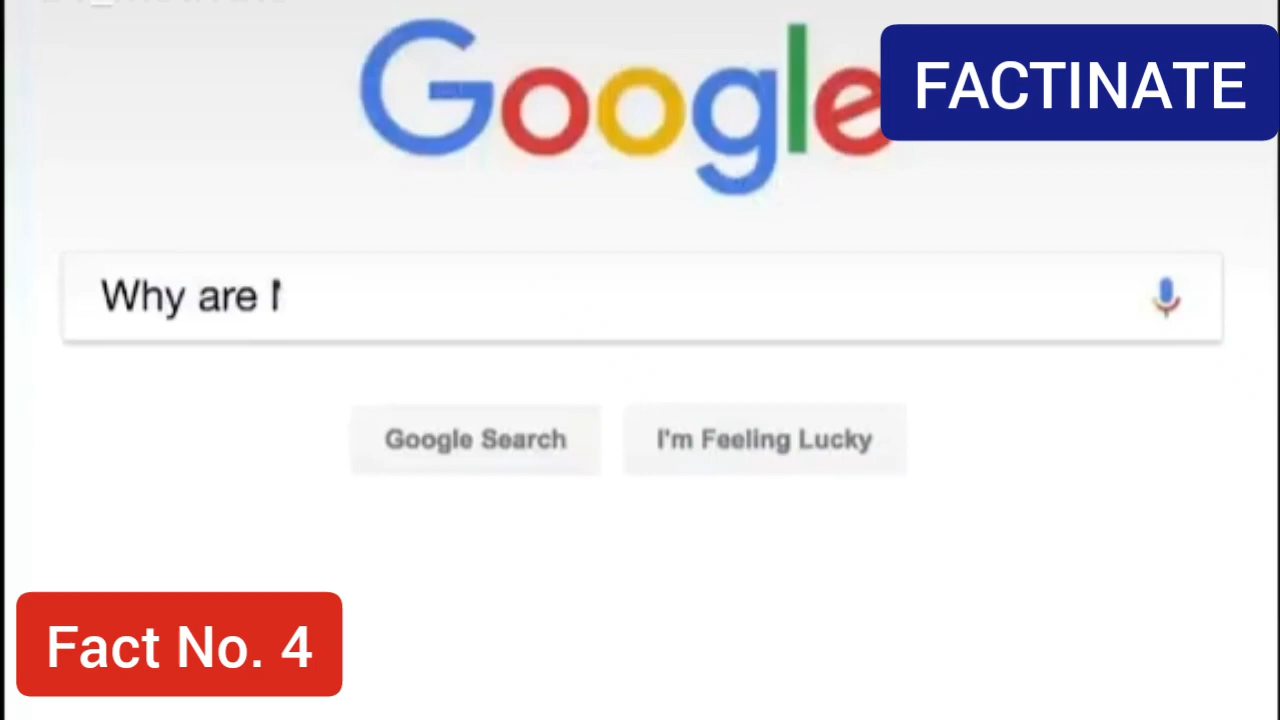 Google
FACTINATE
Why are
Google Search
I'm Feeling Lucky
Fact No. 4